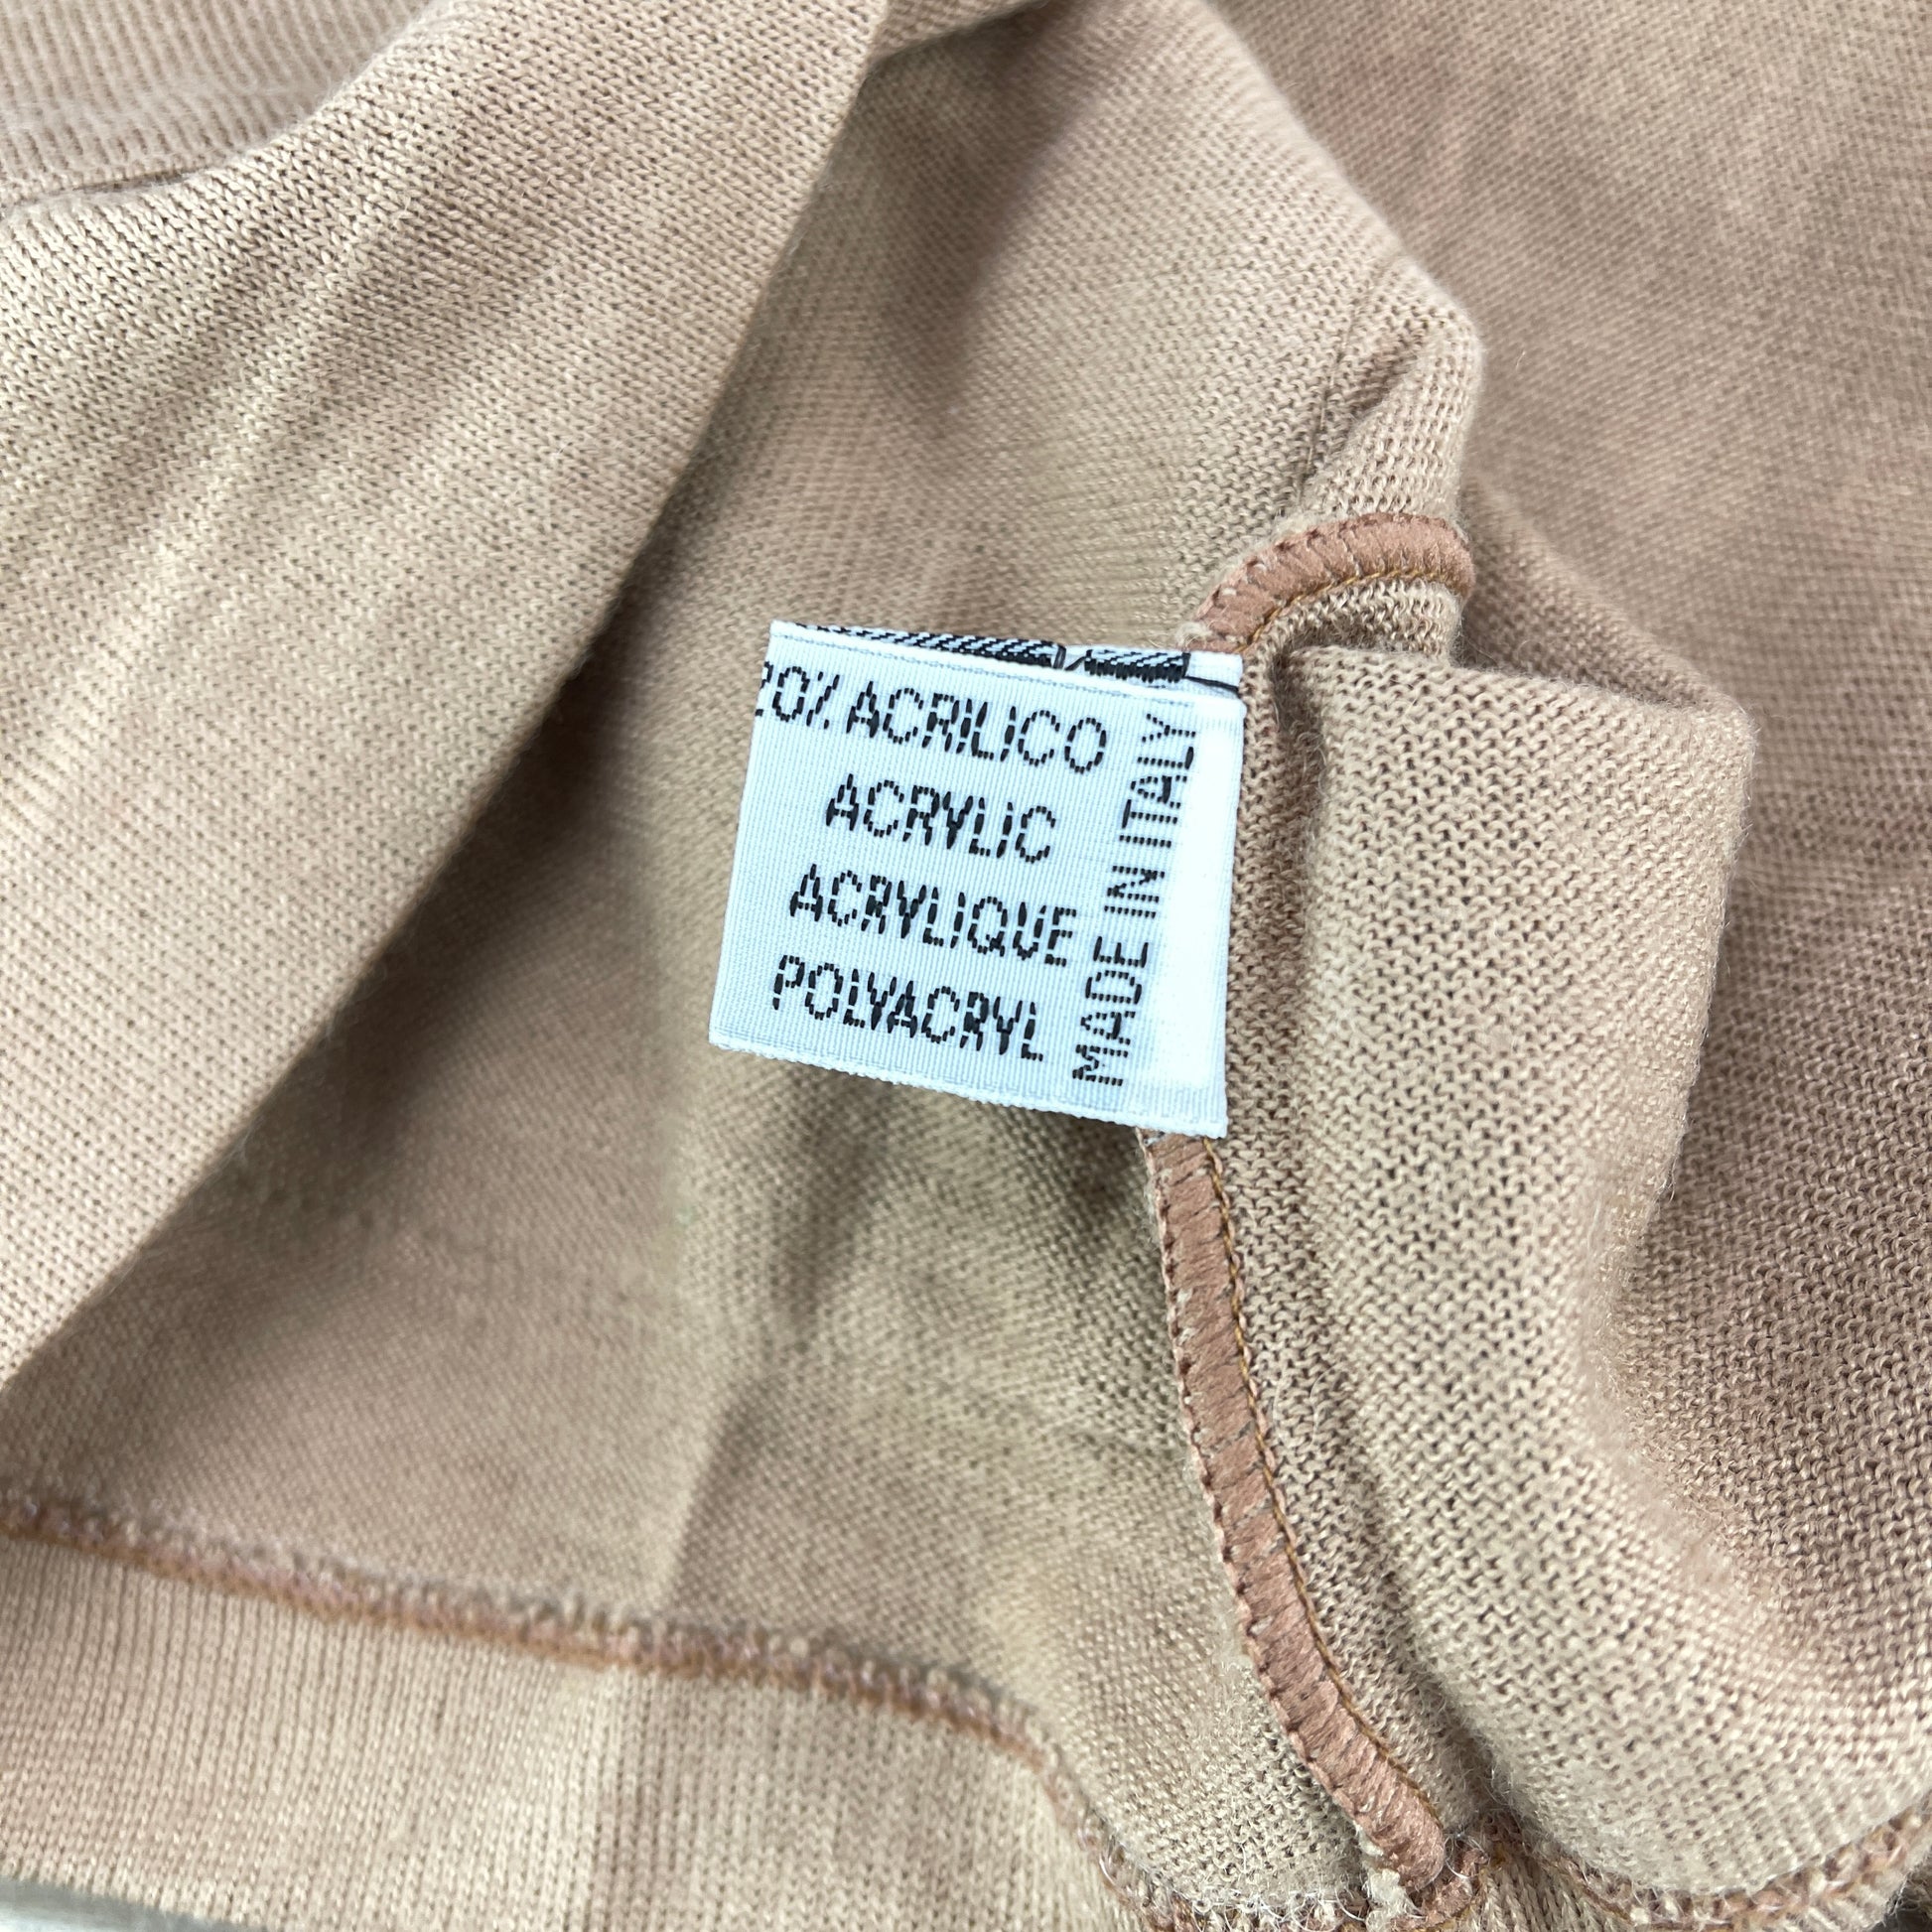 20% ACRILICO
ACRYLIC
ACRYLIQUE
POLYACRYL
MADE IN ITALY